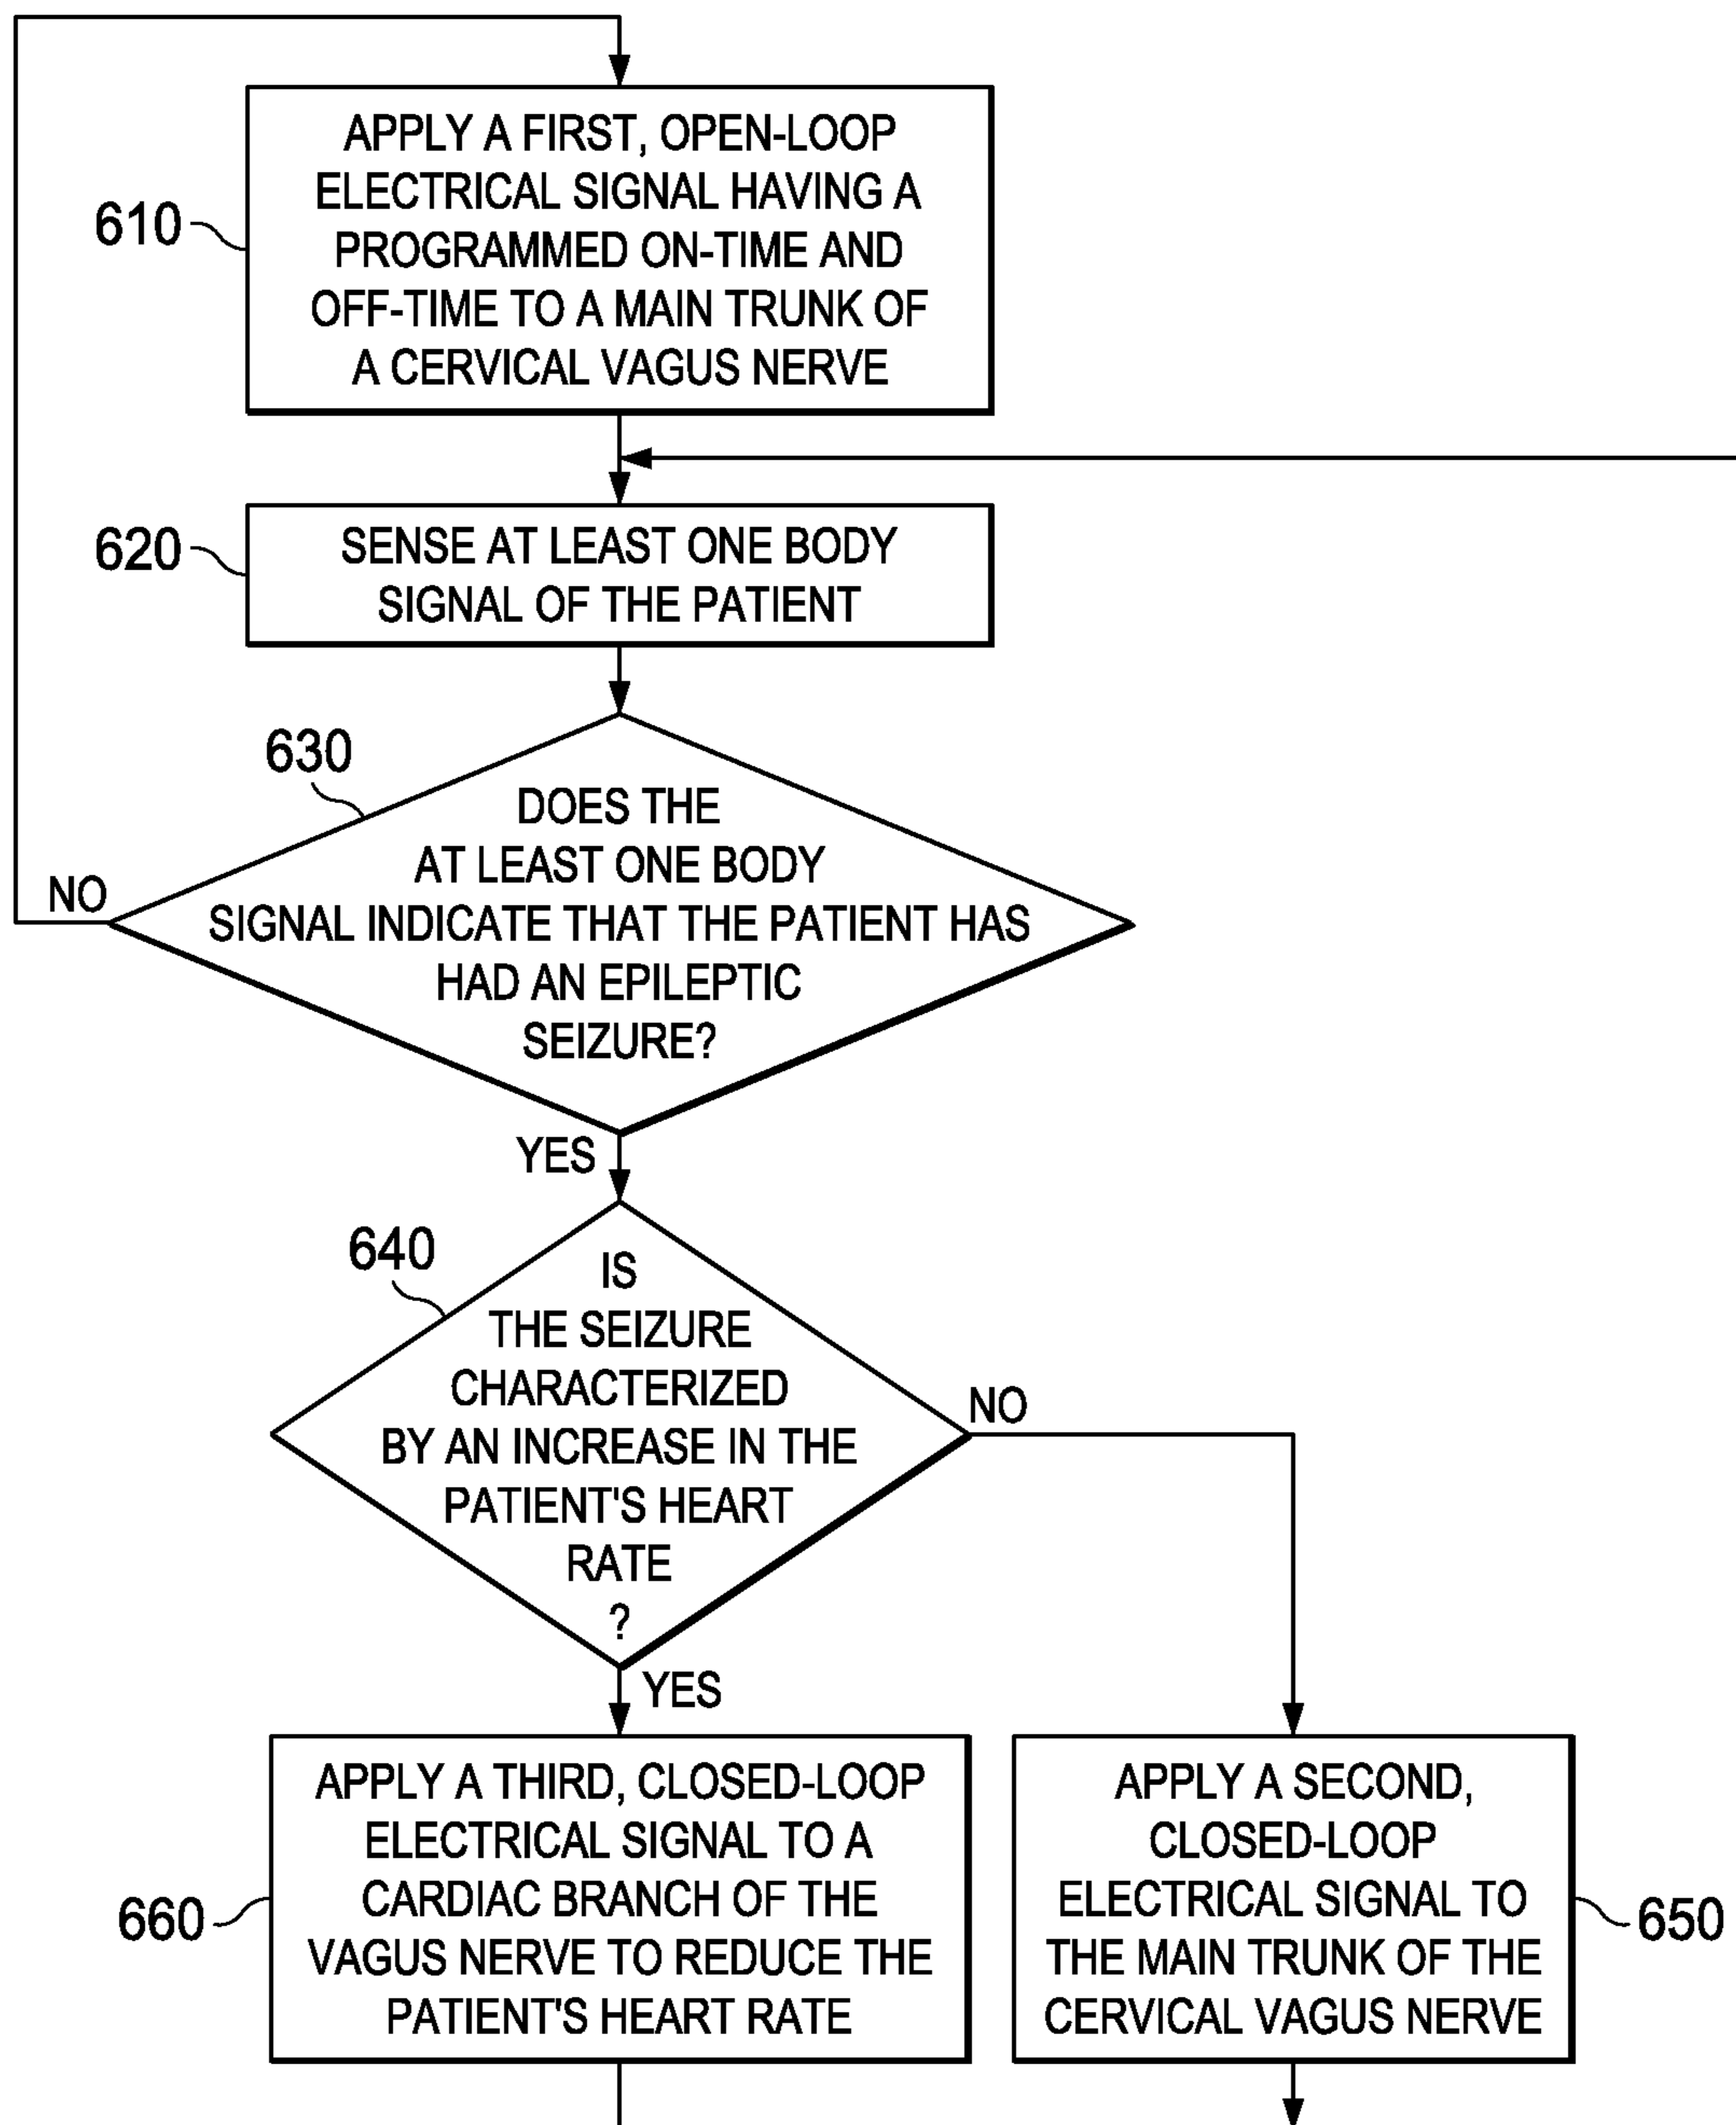 APPLY A FIRST, OPEN-LOOP
ELECTRICAL SIGNAL HAVING A
PROGRAMMED ON-TIME AND
OFF-TIME TO A MAIN TRUNK OF
A CERVICAL VAGUS NERVE
610
SENSE AT LEAST ONE BODY
SIGNAL OF THE PATIENT
620
630
DOES THE
AT LEAST ONE BODY
SIGNAL INDICATE THAT THE PATIENT HAS
HAD AN EPILEPTIC
SEIZURE?
NO
YES
640
IS
THE SEIZURE
CHARACTERIZED
BY AN INCREASE IN THE
PATIENT'S HEART
RATE
?
NO
YES
APPLY A THIRD, CLOSED-LOOP
ELECTRICAL SIGNAL TO A
CARDIAC BRANCH OF THE
VAGUS NERVE TO REDUCE THE
PATIENT'S HEART RATE
660
APPLY A SECOND,
CLOSED-LOOP
ELECTRICAL SIGNAL TO
THE MAIN TRUNK OF THE
CERVICAL VAGUS NERVE
650